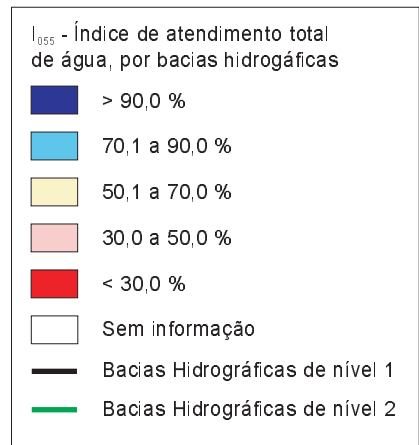 I055 - Índice de atendimento total
de água, por bacias hidrogáficas
> 90,0 %
70,1 a 90,0 %
50,1 a 70,0 %
30,0 a 50,0 %
< 30,0 %
Sem informação
Bacias Hidrográficas de nível 1
Bacias Hidrográficas de nível 2